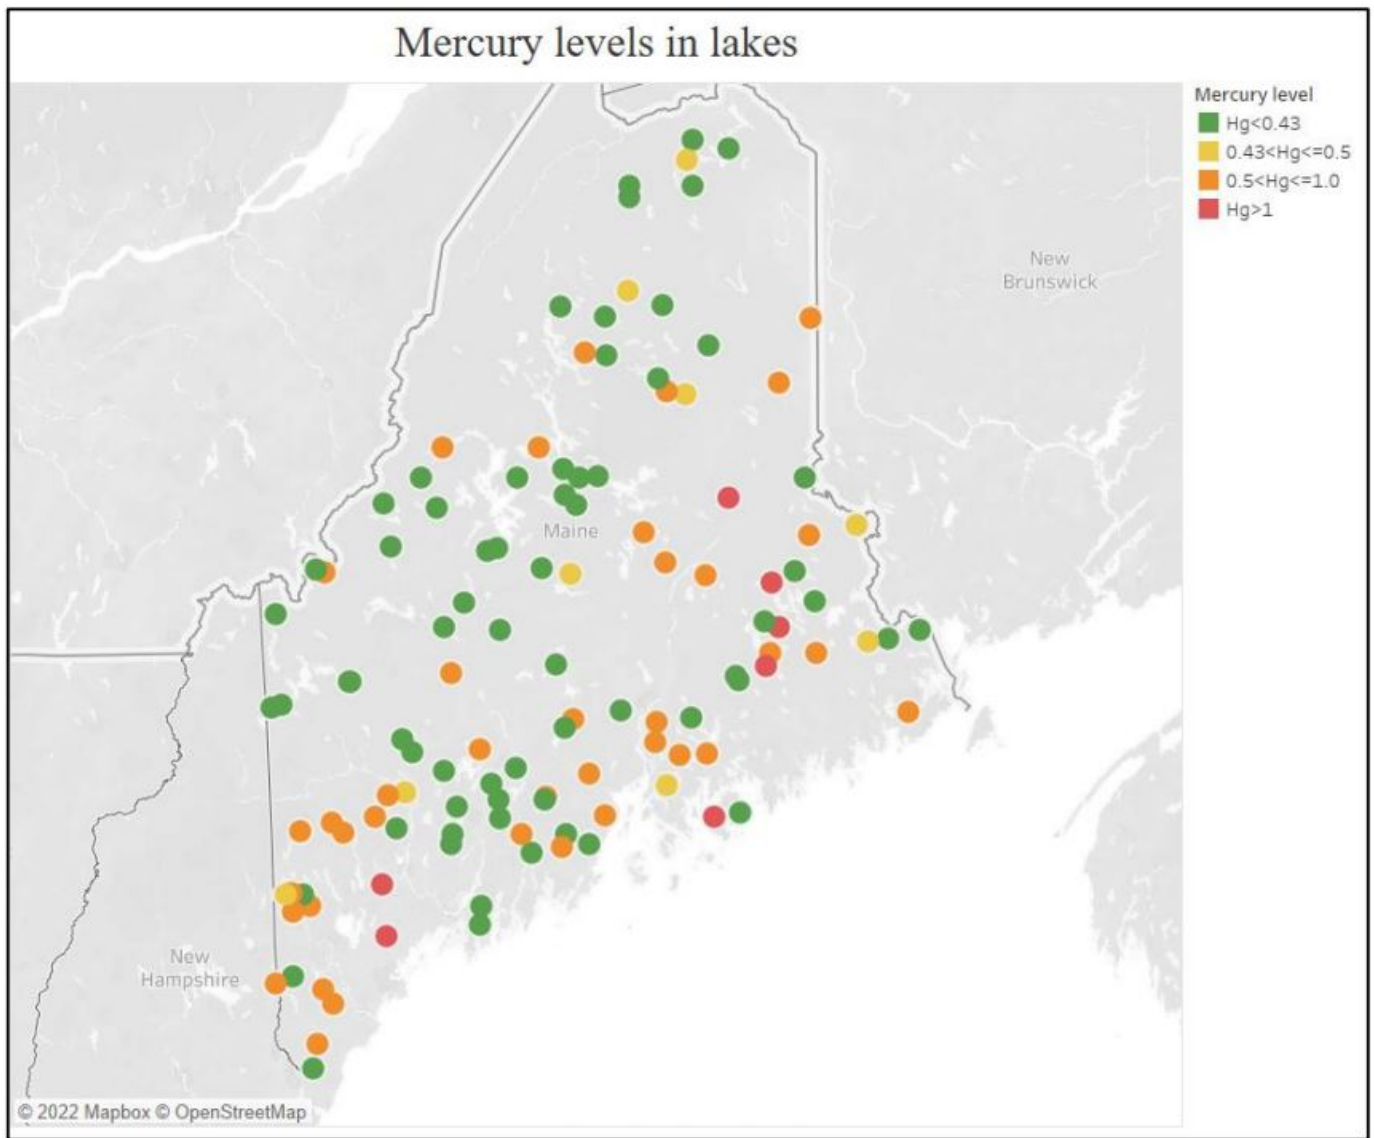 Mercury levels in lakes
Mercury level
Hg<0.43
0.43<Hg<=0.5
0.5<Hg<=1.0
Hg>1
New
Brunswick
Maine
New
Hampshire
© 2022 Mapbox © OpenStreetMap